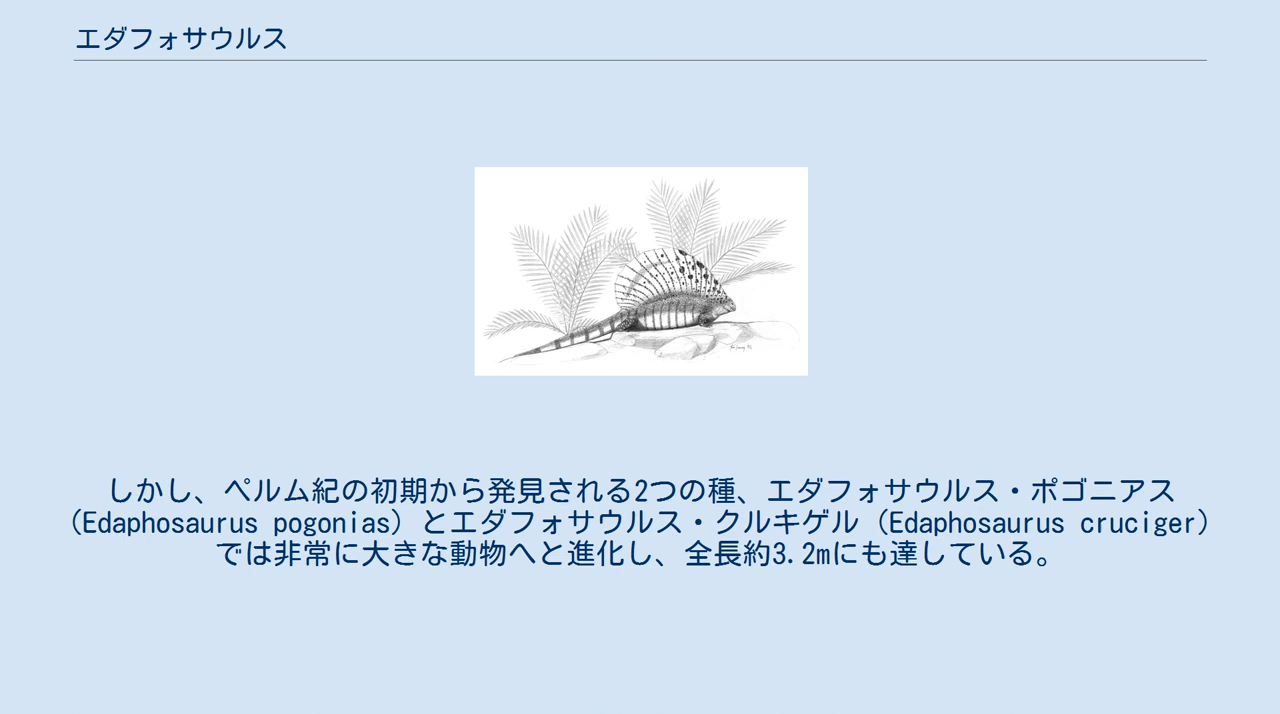 エダフォサウルス
しかし、ペルム紀の初期から発見される2つの種、エダフォサウルス・ポゴニアス
（Edaphosaurus pogonias）とエダフォサウルス・クルキゲル（Edaphosaurus cruciger）
では非常に大きな動物へと進化し、全長約3.2mにも達している。